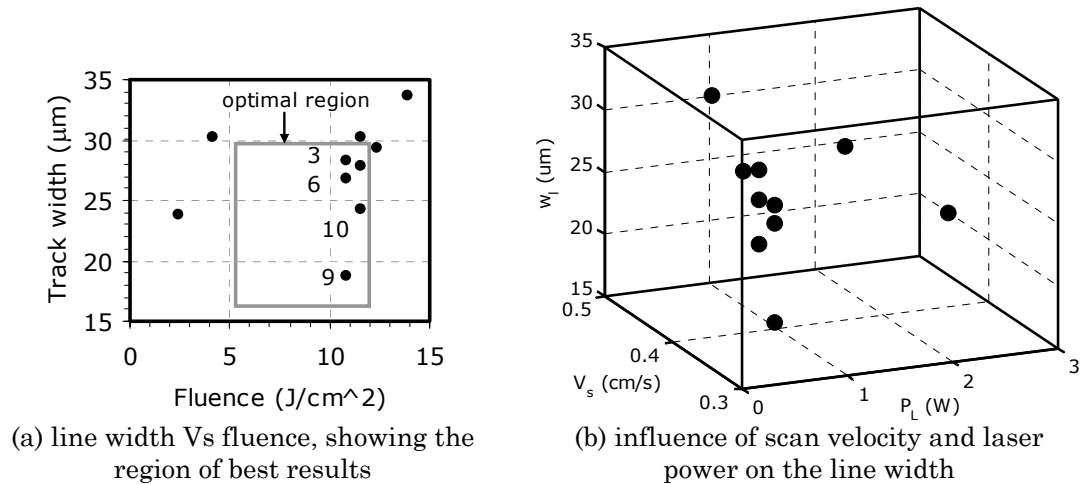 35
30
25
20
15
Track width (µm)
optimal region
3
6
10
9
0 5 10 15
Fluence (J/cm^2)
(a) line width Vs fluence, showing the
region of best results
35
30
25
20
15
w_l (um)
0.5
0.4
0.3
V_s (cm/s)
0
1
2
3
P_L (W)
(b) influence of scan velocity and laser
power on the line width